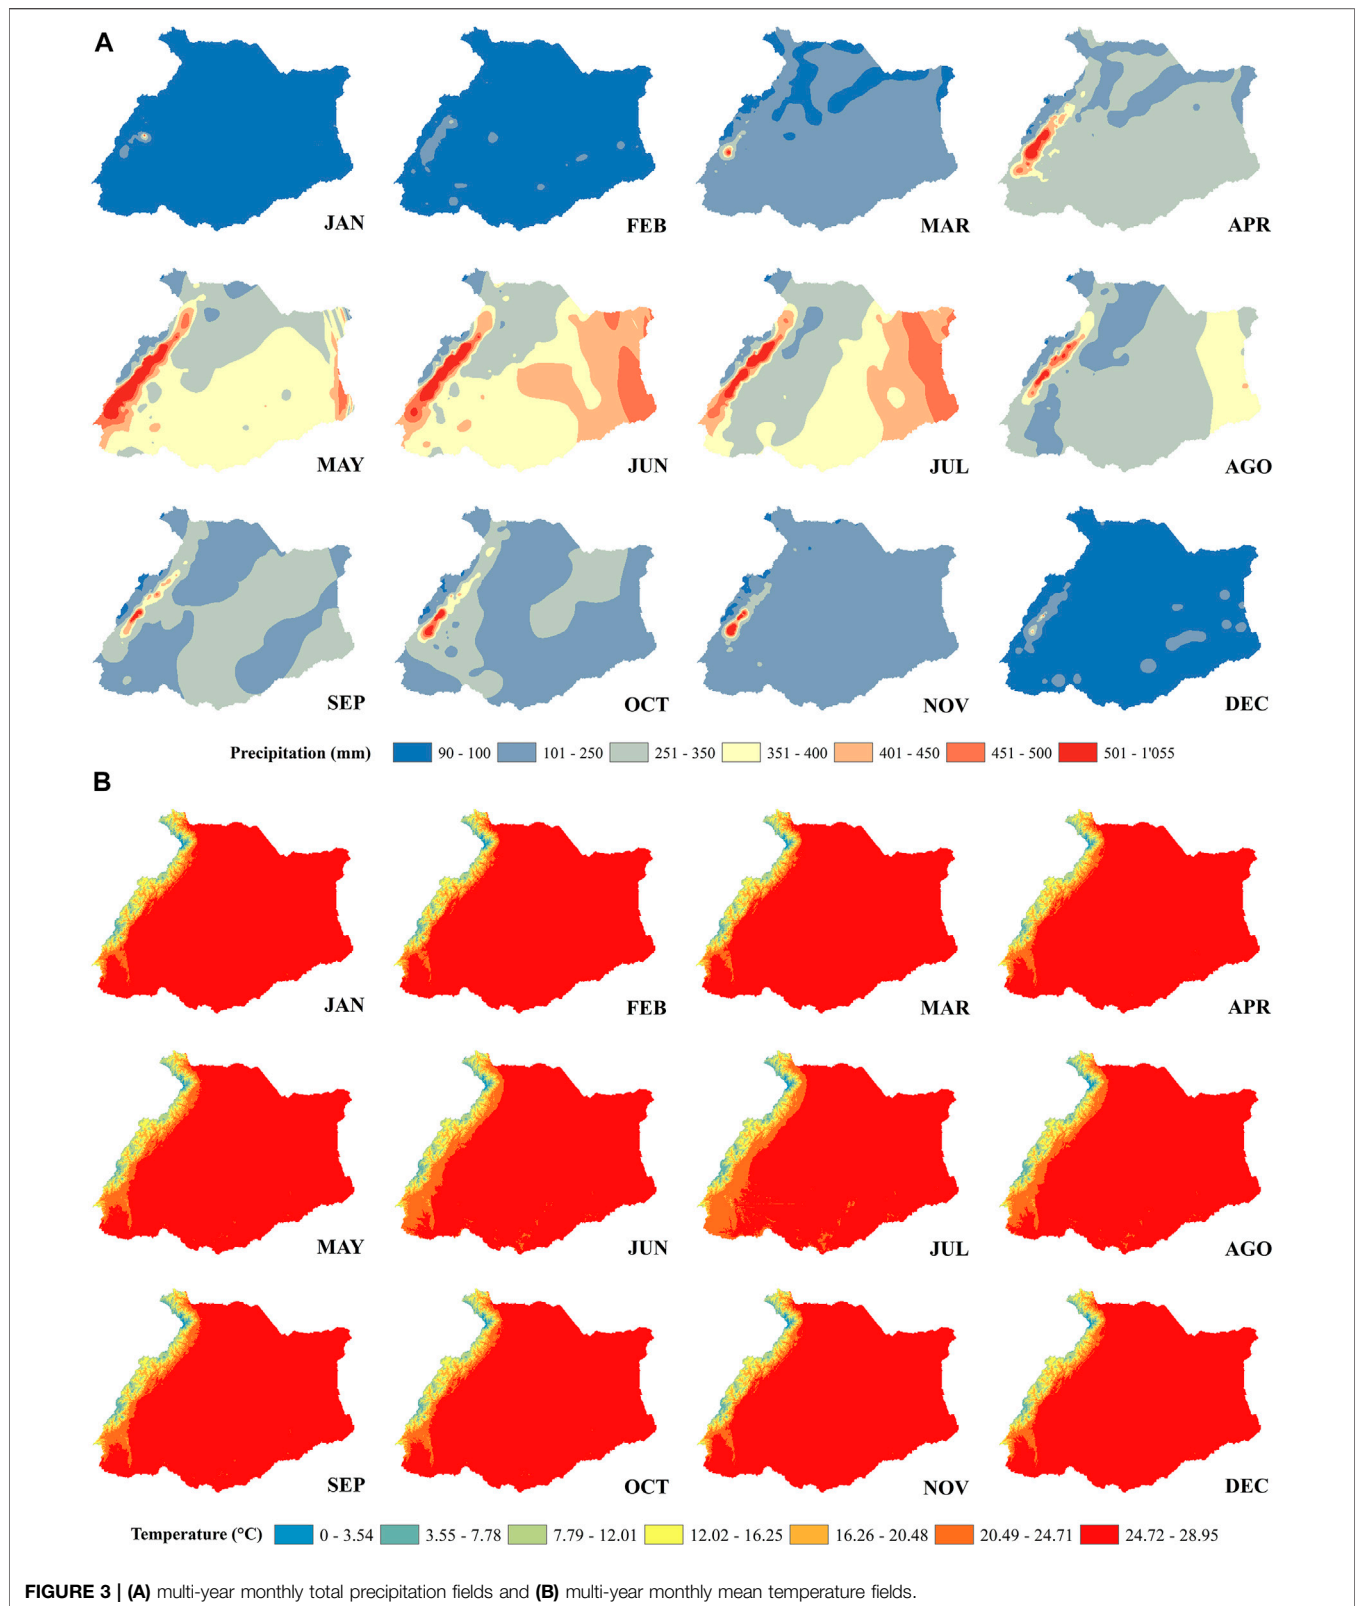 A
JAN
FEB
MAR
APR
MAY
JUN
JUL
AGO
SEP
OCT
NOV
DEC
Precipitation (mm) 90 - 100 101 - 250 251 - 350 351 - 400 401 - 450 451 - 500 501 - 1'055
B
JAN
FEB
MAR
APR
MAY
JUN
JUL
AGO
SEP
OCT
NOV
DEC
Temperature (°C) 0 - 3.54 3.55 - 7.78 7.79 - 12.01 12.02 - 16.25 16.26 - 20.48 20.49 - 24.71 24.72 - 28.95
FIGURE 3 | (A) multi-year monthly total precipitation fields and (B) multi-year monthly mean temperature fields.